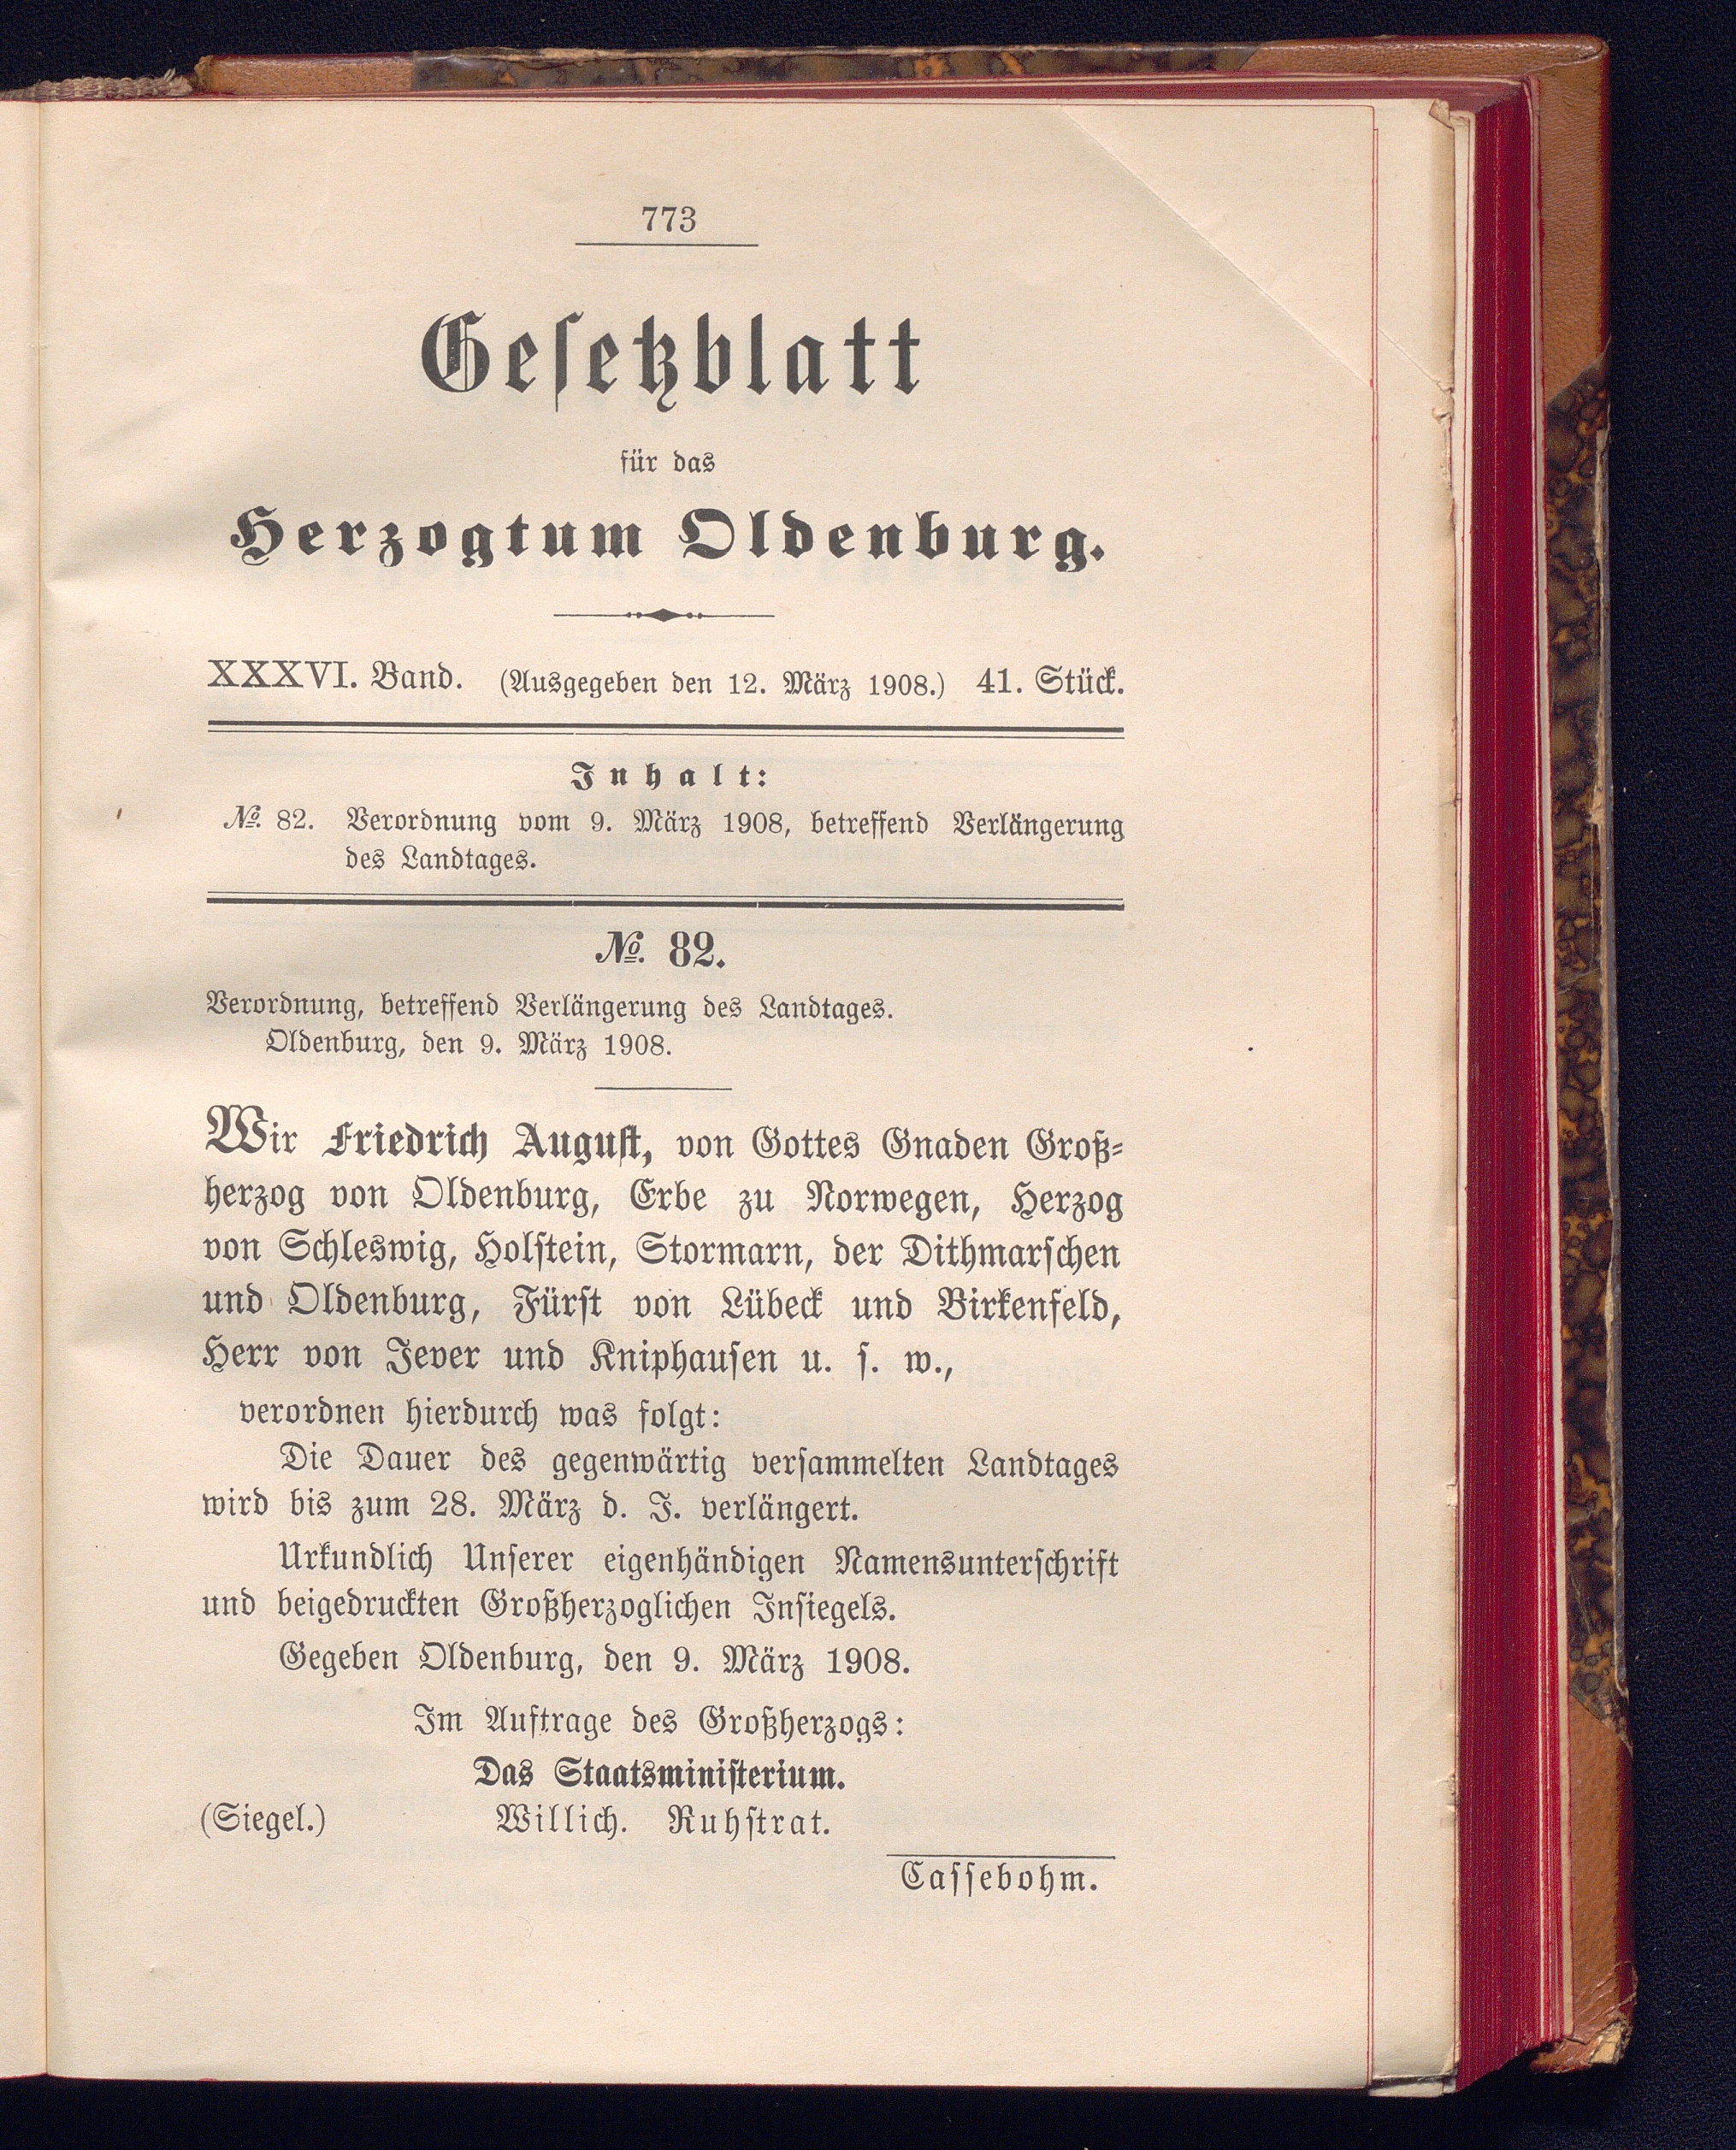 773
Gesetzblatt
für das
Herzogtum Oldenburg.
XXXVI. Band. (Ausgegeben den 12. März 1908.) 41. Stück.
Inhalt:
№. 82. Verordnung vom 9. März 1908, betreffend Verlängerung
des Landtages.
№. 82.
Verordnung, betreffend Verlängerung des Landtages.
Oldenburg, den 9. März 1908.
Wir Friedrich August, von Gottes Gnaden Groß-
herzog von Oldenburg, Erbe zu Norwegen, Herzog
von Schleswig, Holstein, Stormarn, der Dithmarschen
und Oldenburg, Fürst von Lübeck und Birkenfeld,
Herr von Jever und Kniphausen u. s. w.,
verordnen hierdurch was folgt:
Die Dauer des gegenwärtig versammelten Landtages
wird bis zum 28. März d. J. verlängert.
Urkundlich Unserer eigenhändigen Namensunterschrift
und beigedruckten Großherzoglichen Insiegels.
Gegeben Oldenburg, den 9. März 1908.
Im Auftrage des Großherzogs:
Das Staatsministerium.
(Siegel.) Willich. Ruhstrat.
Cassebohm.